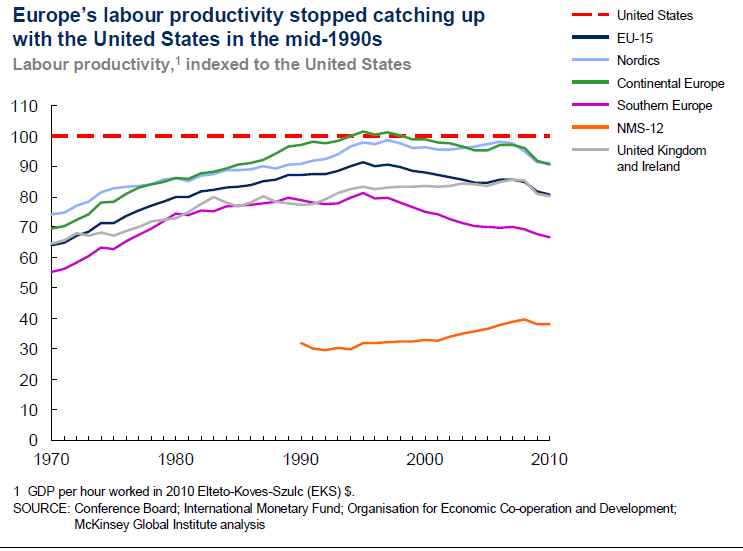 Europe's labour productivity stopped catching up
with the United States in the mid-1990s
Labour productivity,¹ indexed to the United States
United States
EU-15
Nordics
Continental Europe
Southern Europe
NMS-12
United Kingdom
and Ireland
110
100
90
80
70
60
50
40
30
20
10
0
1970
1980
1990
2000
2010
1 GDP per hour worked in 2010 Elteto-Koves-Szulc (EKS) $.
SOURCE: Conference Board; International Monetary Fund; Organisation for Economic Co-operation and Development;
McKinsey Global Institute analysis